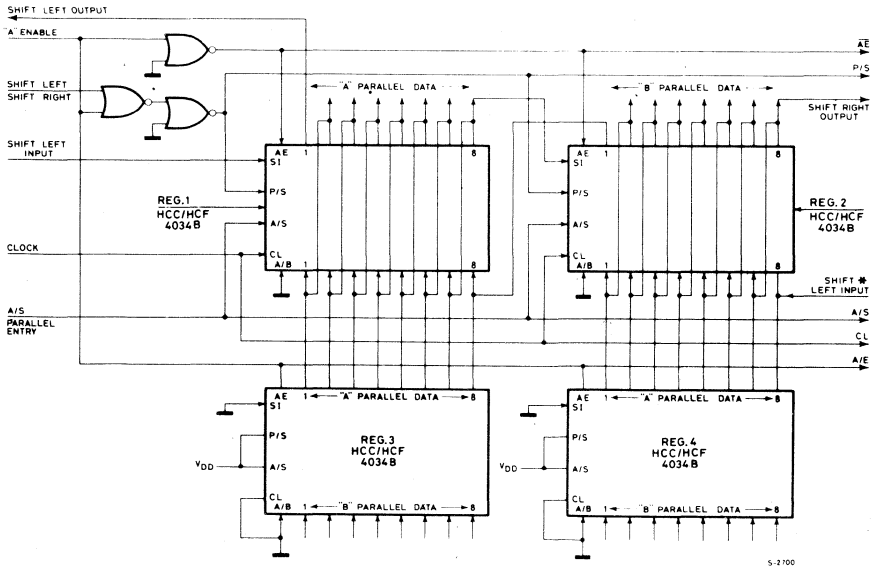 SHIFT LEFT OUTPUT
"A" ENABLE
AE
P/S
SHIFT LEFT
SHIFT RIGHT
"A" PARALLEL DATA
"B" PARALLEL DATA
SHIFT RIGHT
OUTPUT
SHIFT LEFT
INPUT
AE 1 8
SI
P/S
A/S
CL
A/B 1 8
REG.1
HCC/HCF
4034B
AE 1 8
SI
P/S
A/S
CL
A/B 1 8
REG.2
HCC/HCF
4034B
CLOCK
SHIFT *
LEFT INPUT
A/S
PARALLEL
ENTRY
A/S
CL
A/E
AE 1 "A" PARALLEL DATA 8
SI
P/S
A/S
VDD
CL
A/B 1 "B" PARALLEL DATA 8
REG.3
HCC/HCF
4034B
AE 1 "A" PARALLEL DATA 8
SI
P/S
A/S
VDD
CL
A/B 1 "B" PARALLEL DATA 8
REG.4
HCC/HCF
4034B
S-2700